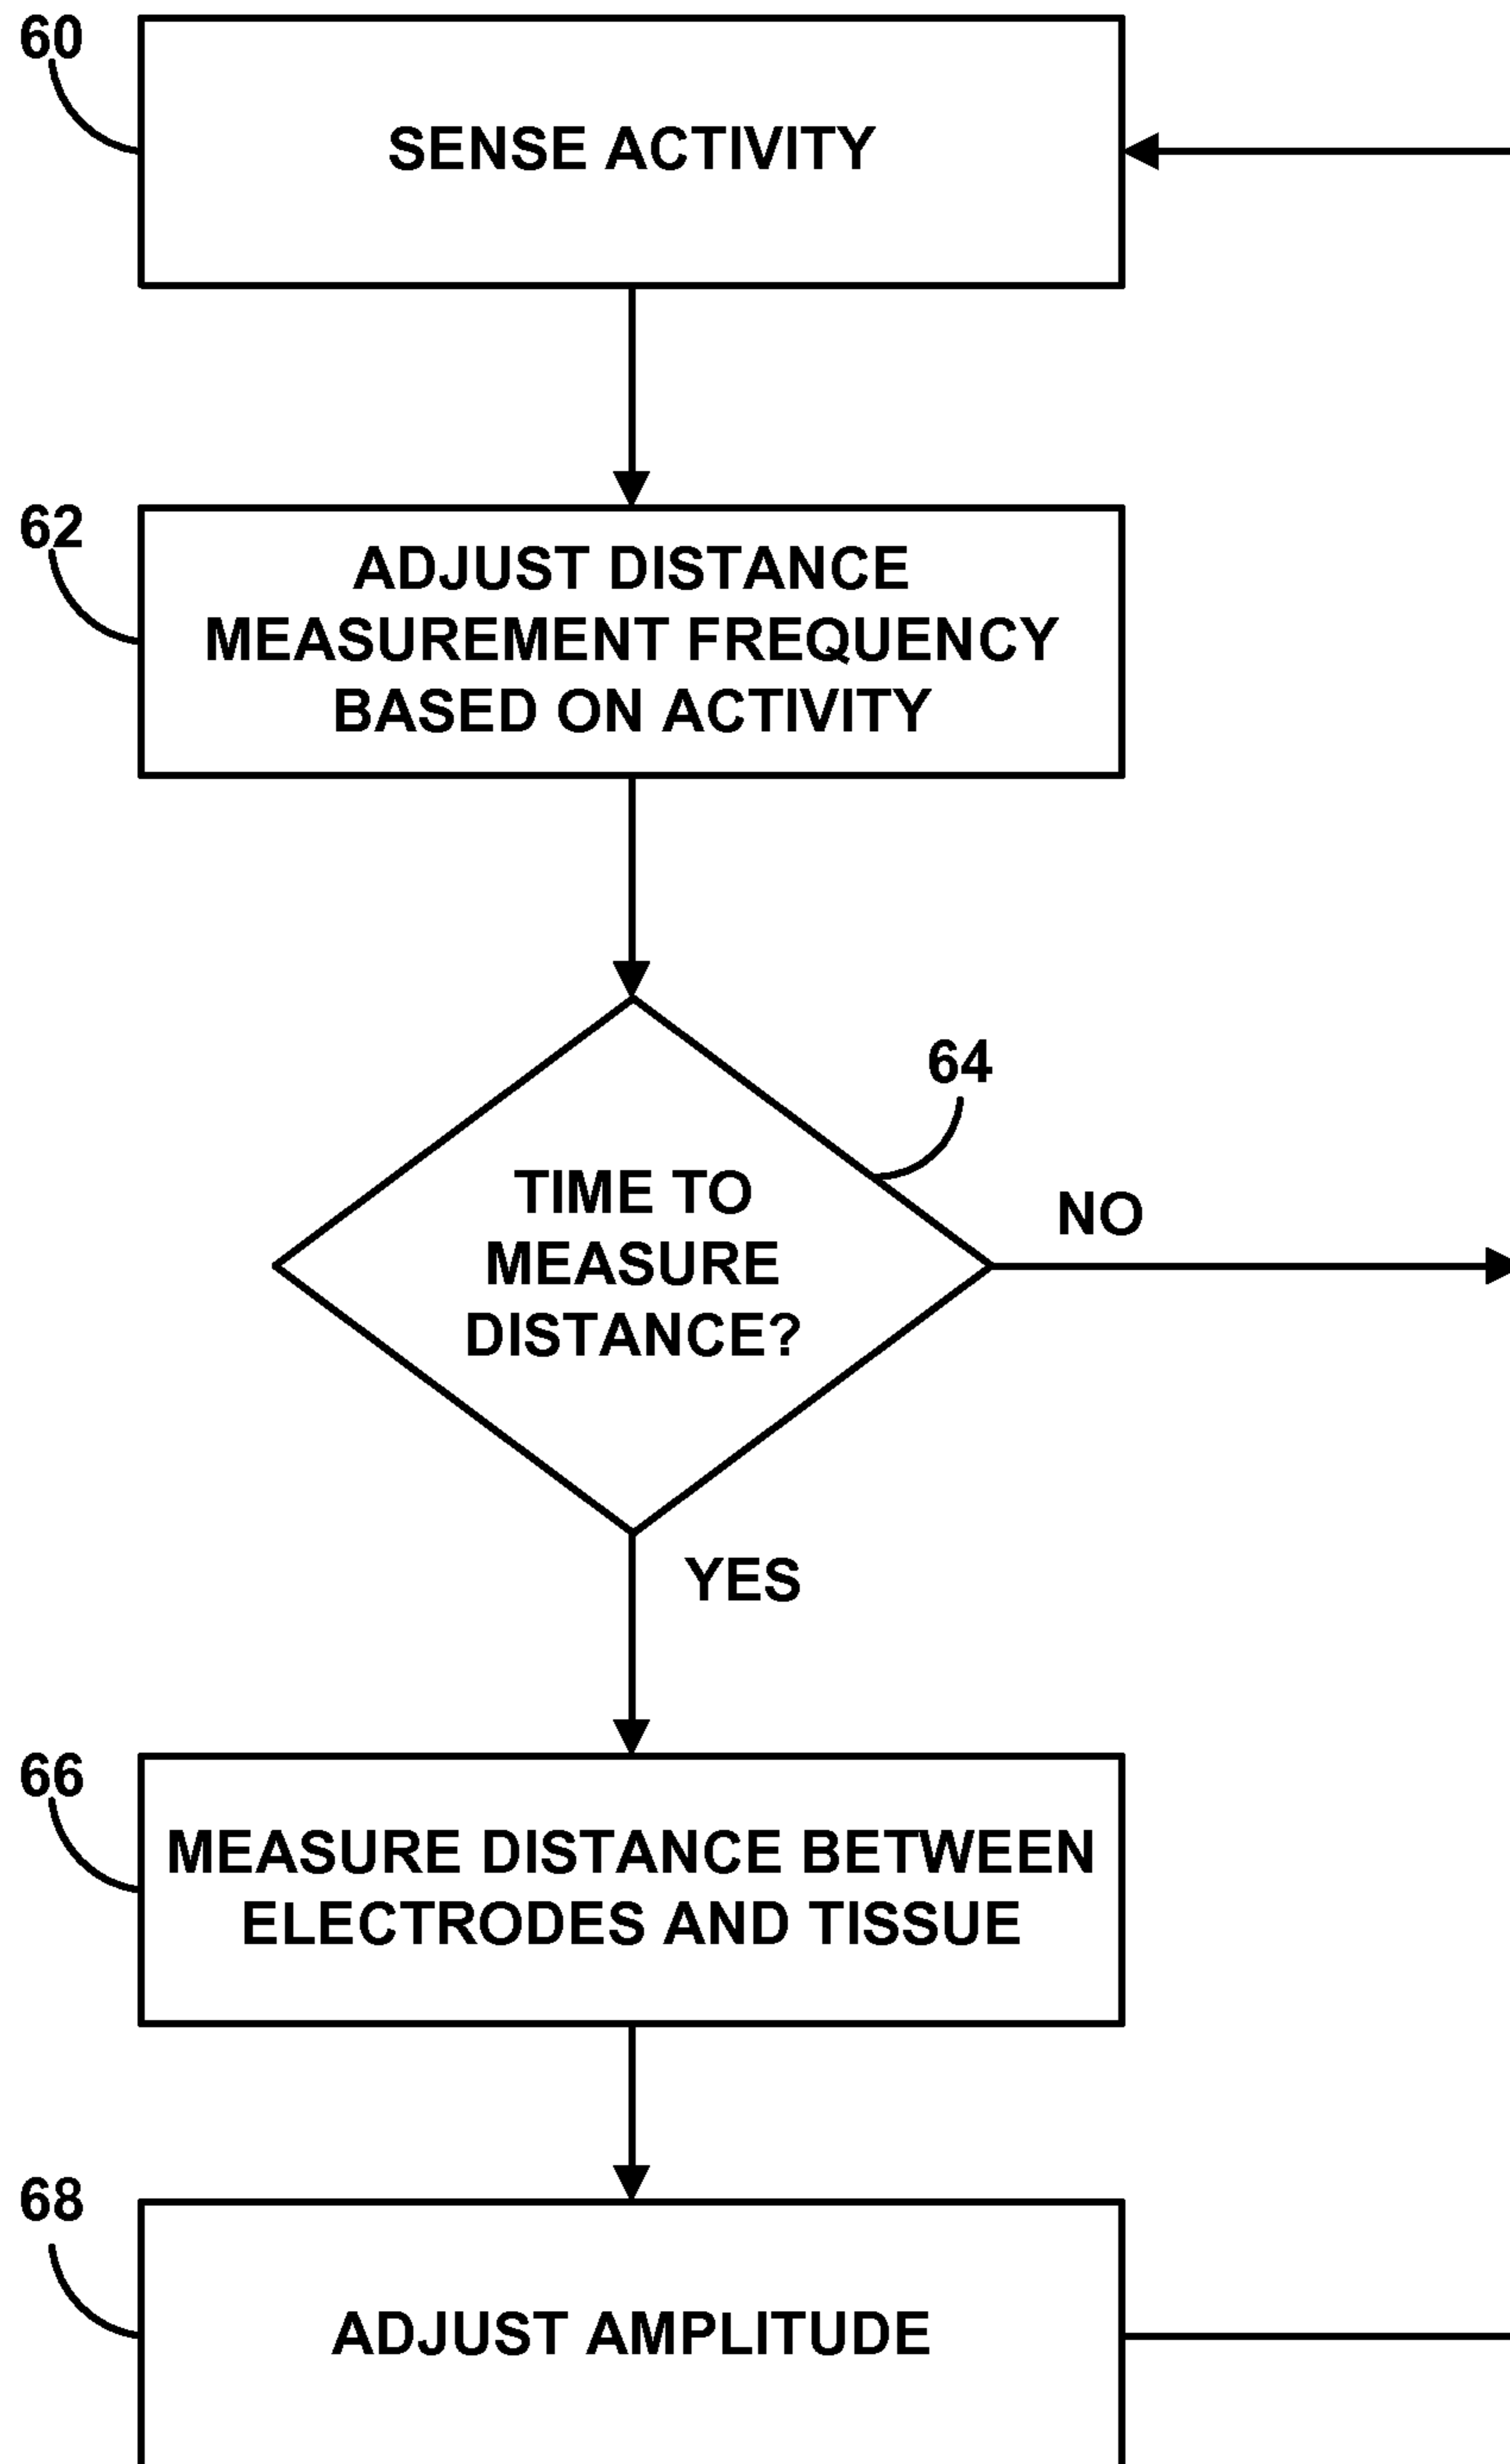 60
SENSE ACTIVITY
62
ADJUST DISTANCE
MEASUREMENT FREQUENCY
BASED ON ACTIVITY
64
TIME TO
MEASURE
DISTANCE?
NO
YES
66
MEASURE DISTANCE BETWEEN
ELECTRODES AND TISSUE
68
ADJUST AMPLITUDE